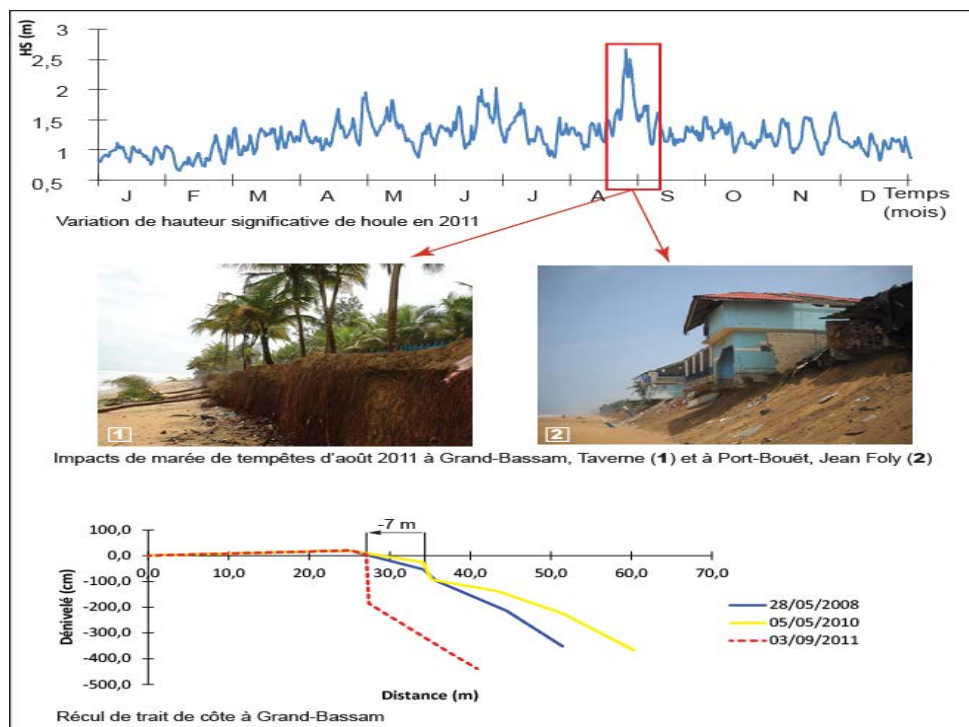 HS (m)
3
2,5
2
1,5
1
0,5
J F M A M J J A S O N D Temps
(mois)
Variation de hauteur significative de houle en 2011
1
2
Impacts de marée de tempêtes d'août 2011 à Grand-Bassam, Taverne (1) et à Port-Bouët, Jean Foly (2)
-7 m
100,0
0,0
-100,0
-200,0
-300,0
-400,0
-500,0
Dénivelé (cm)
0,0 10,0 20,0 30,0 40,0 50,0 60,0 70,0
28/05/2008
05/05/2010
03/09/2011
Distance (m)
Récul de trait de côte à Grand-Bassam